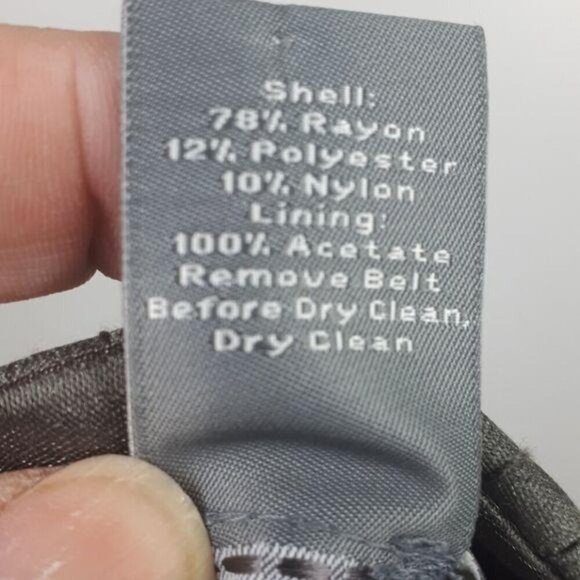 Shell:
78% Rayon
12% Polyester
10% Nylon
Lining:
100% Acetate
Remove Belt
Before Dry Clean,
Dry Clean